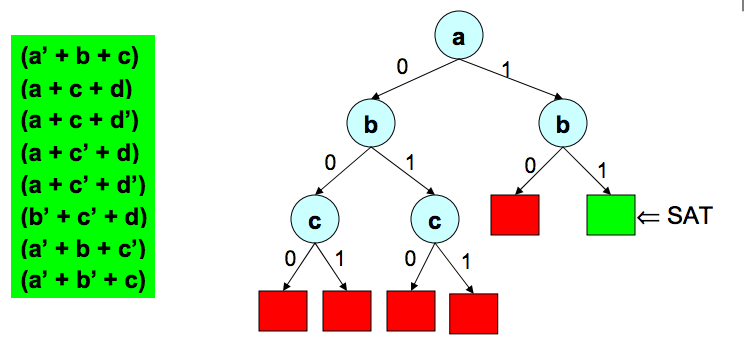 (a’ + b + c)
(a + c + d)
(a + c + d’)
(a + c’ + d)
(a + c’ + d’)
(b’ + c’ + d)
(a’ + b + c’)
(a’ + b’ + c)
a
0 1
b b
0 1 0 1
c c ⇐ SAT
0 1 0 1